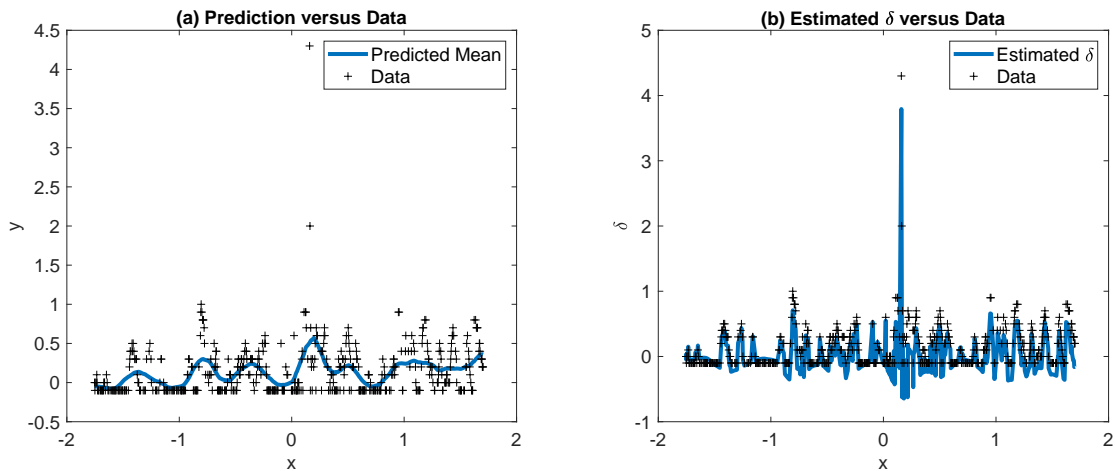 (a) Prediction versus Data
4.5
4
3.5
3
2.5
2
1.5
1
0.5
0
-0.5
y
-2
-1
0
1
2
x
Predicted Mean
Data
(b) Estimated δ versus Data
5
4
3
2
1
0
-1
δ
-2
-1
0
1
2
x
Estimated δ
Data